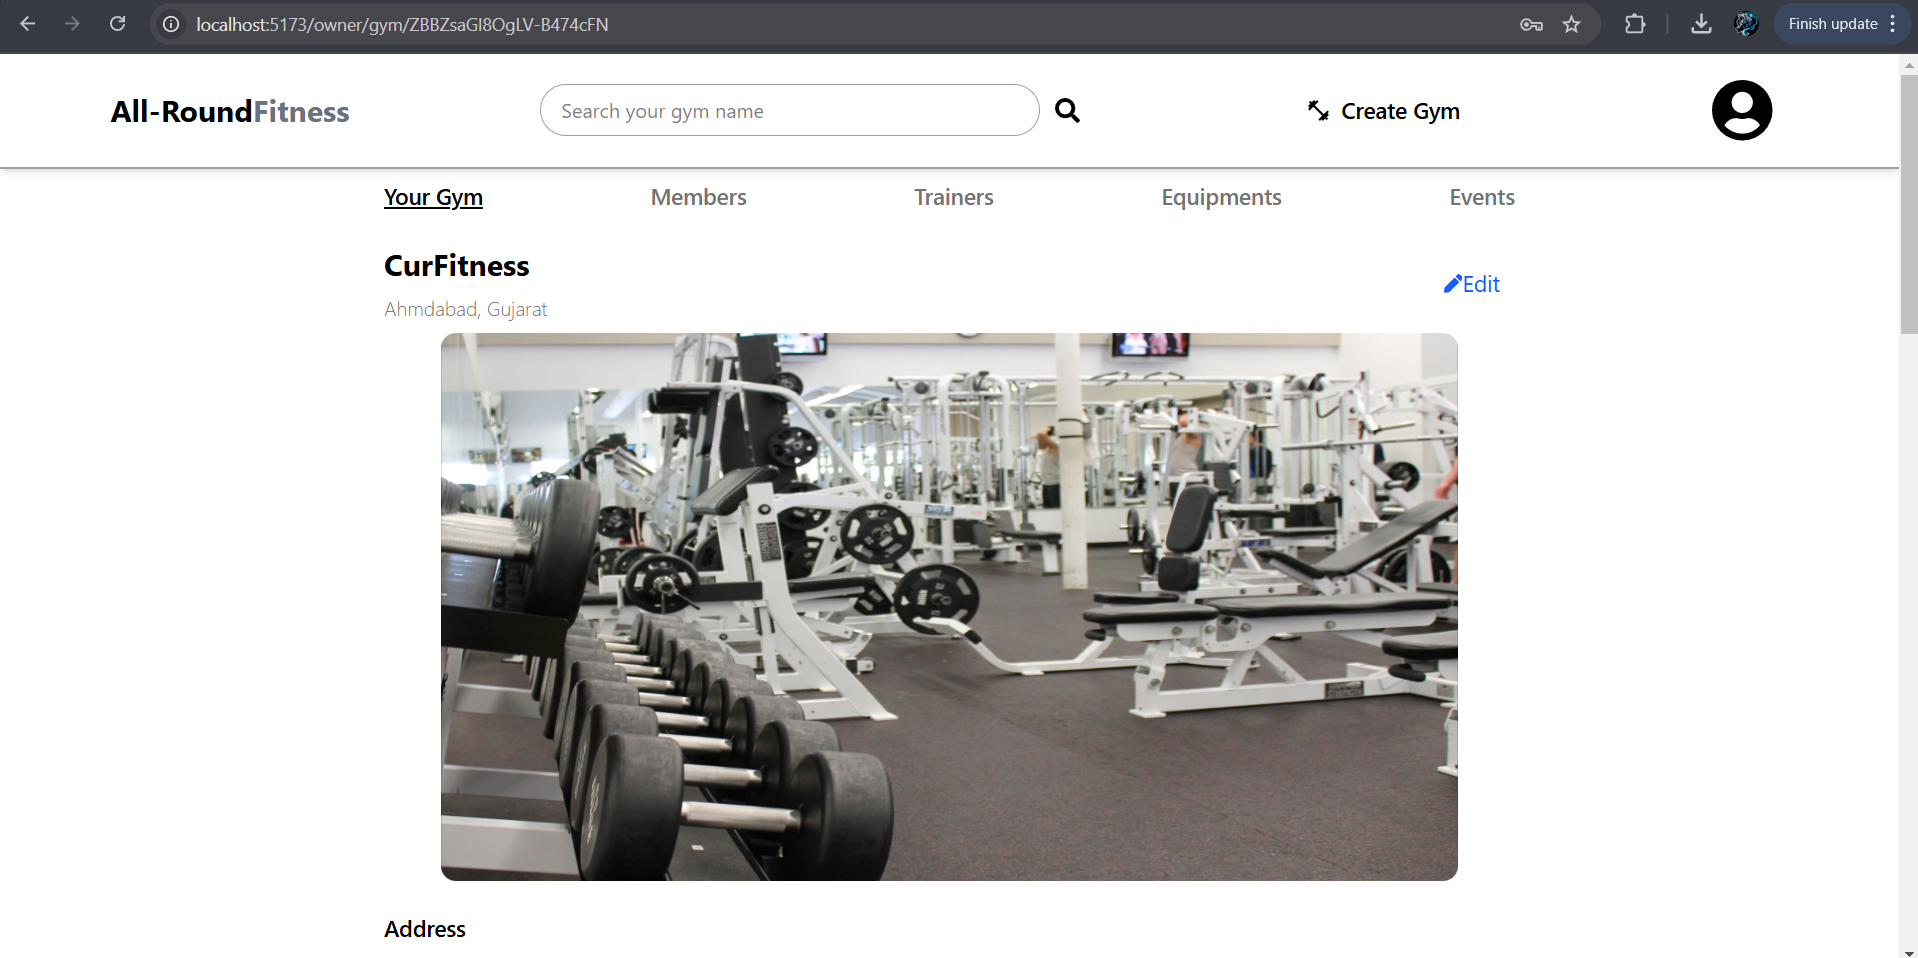 localhost:5173/owner/gym/ZBBZsaGl8OgLV-B474cFN
Finish update
All-RoundFitness
Search your gym name
Create Gym
Your Gym
Members
Trainers
Equipments
Events
CurFitness
Edit
Ahmdabad, Gujarat
Address